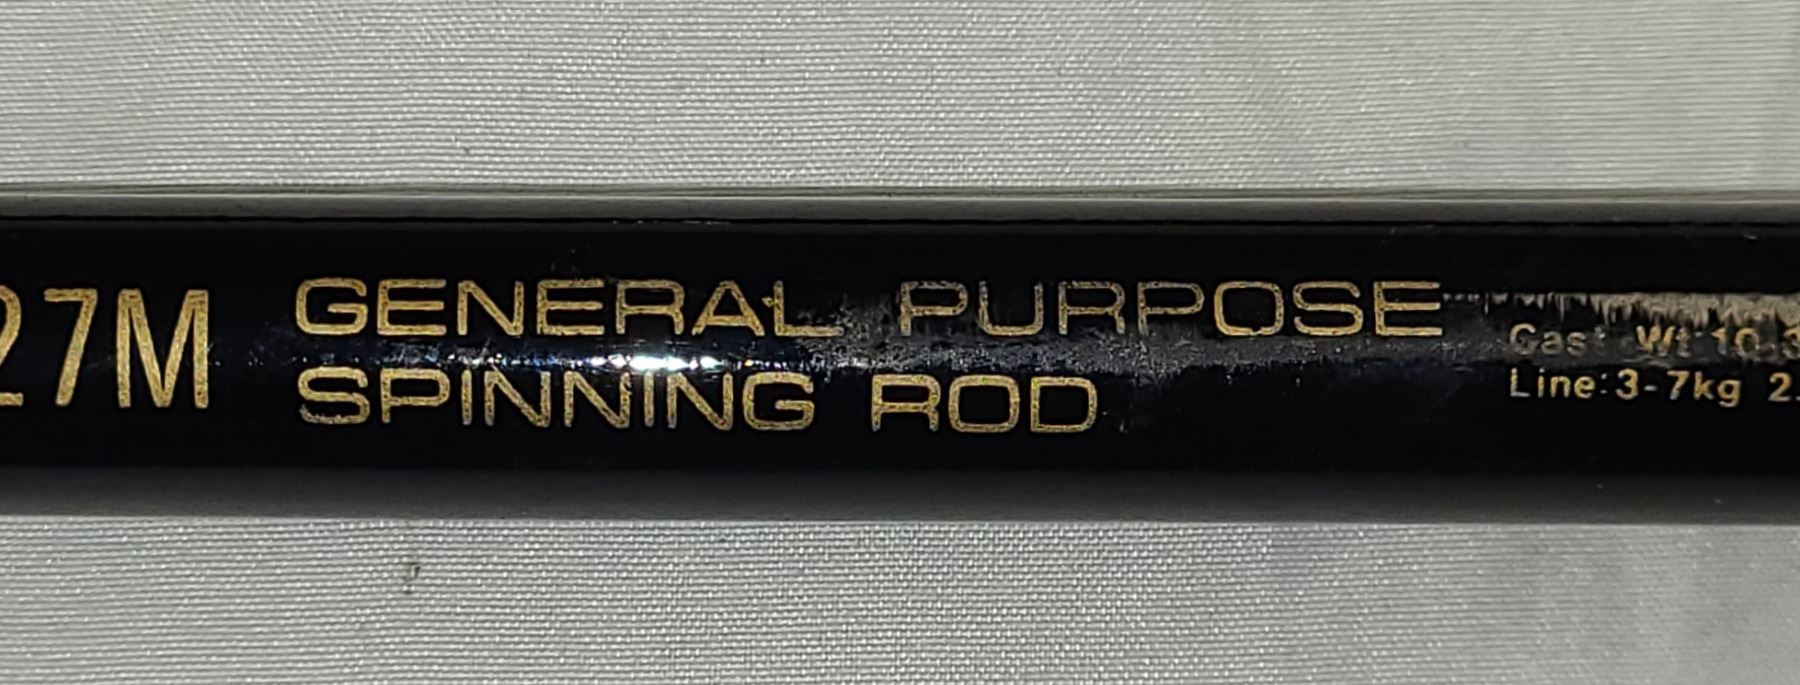 27M
GENERAL PURPOSE
SPINNING ROD
Cast Wt 10
Line: 3-7kg